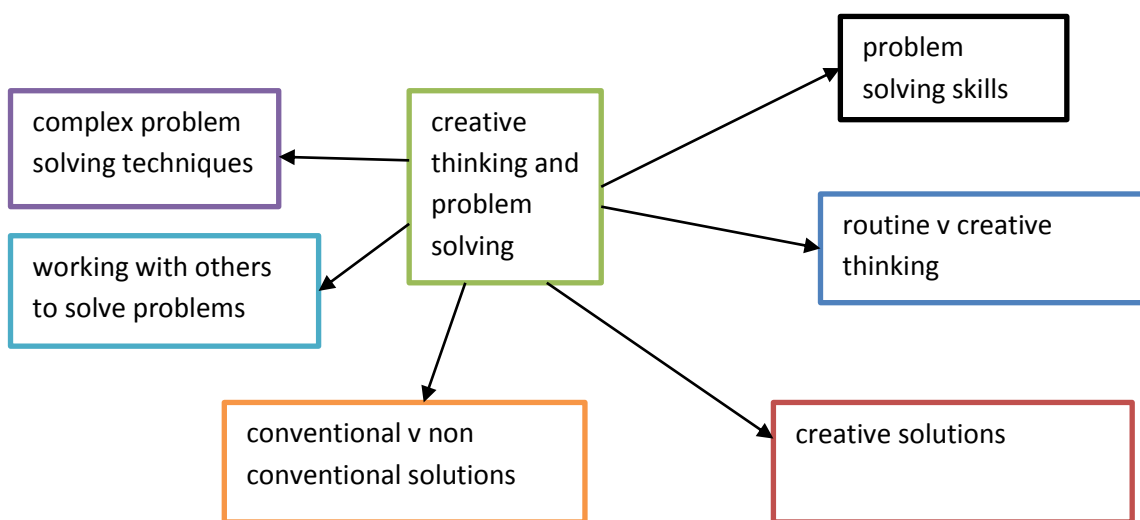 problem
solving skills
complex problem
solving techniques
creative
thinking and
problem
solving
routine v creative
thinking
working with others
to solve problems
conventional v non
conventional solutions
creative solutions